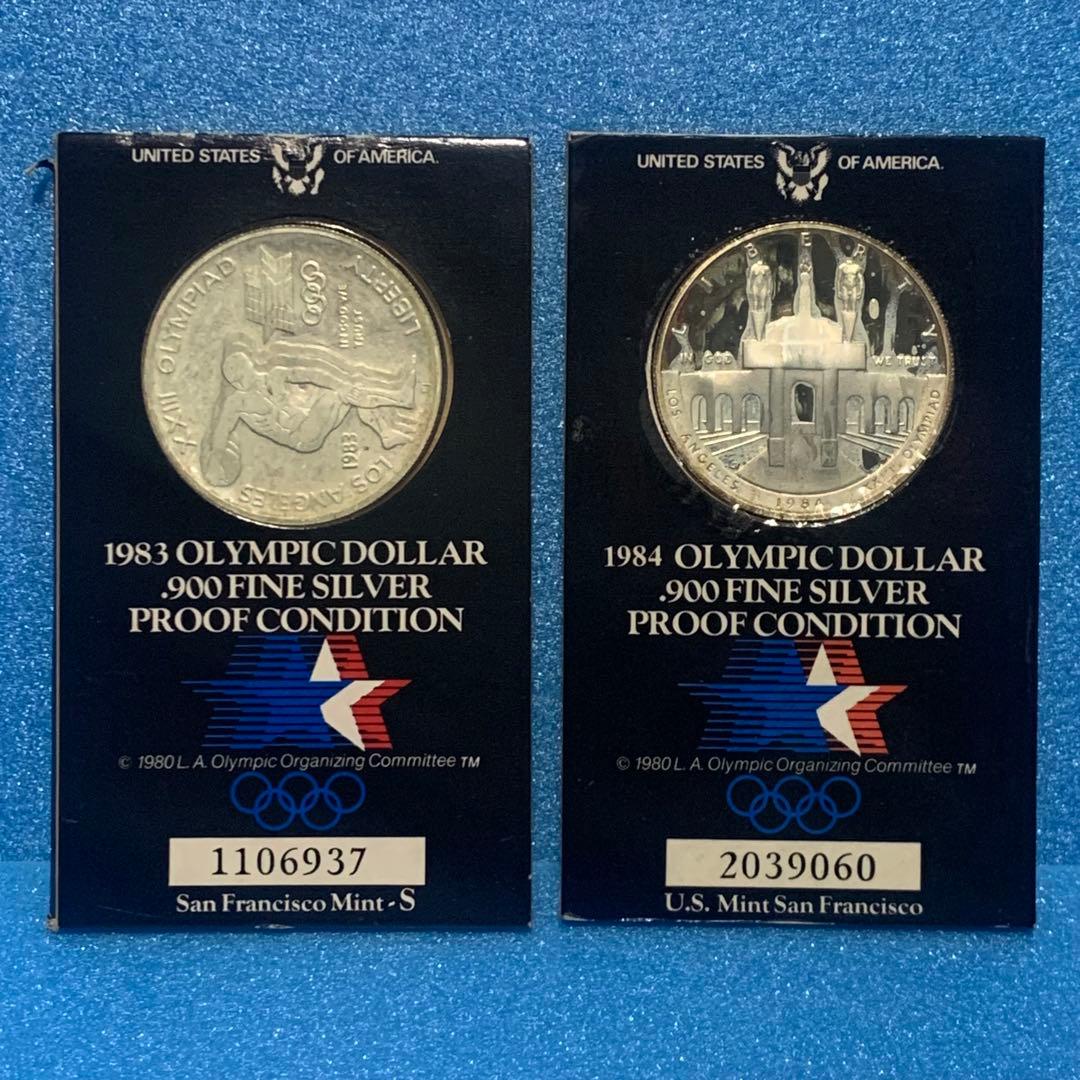 UNITED STATES OF AMERICA.
XXIII OLYMPIAD
LIBERTY
IN GOD WE
TRUST
1983
S
LOS ANGELES
1983 OLYMPIC DOLLAR
.900 FINE SILVER
PROOF CONDITION
© 1980 L. A. Olympic Organizing Committee TM
1106937
San Francisco Mint - S
UNITED STATES OF AMERICA.
LIBERTY
IN GOD WE TRUST
LOS ANGELES 1984 XXIII OLYMPIAD
1984 OLYMPIC DOLLAR
.900 FINE SILVER
PROOF CONDITION
© 1980 L. A. Olympic Organizing Committee TM
2039060
U.S. Mint San Francisco